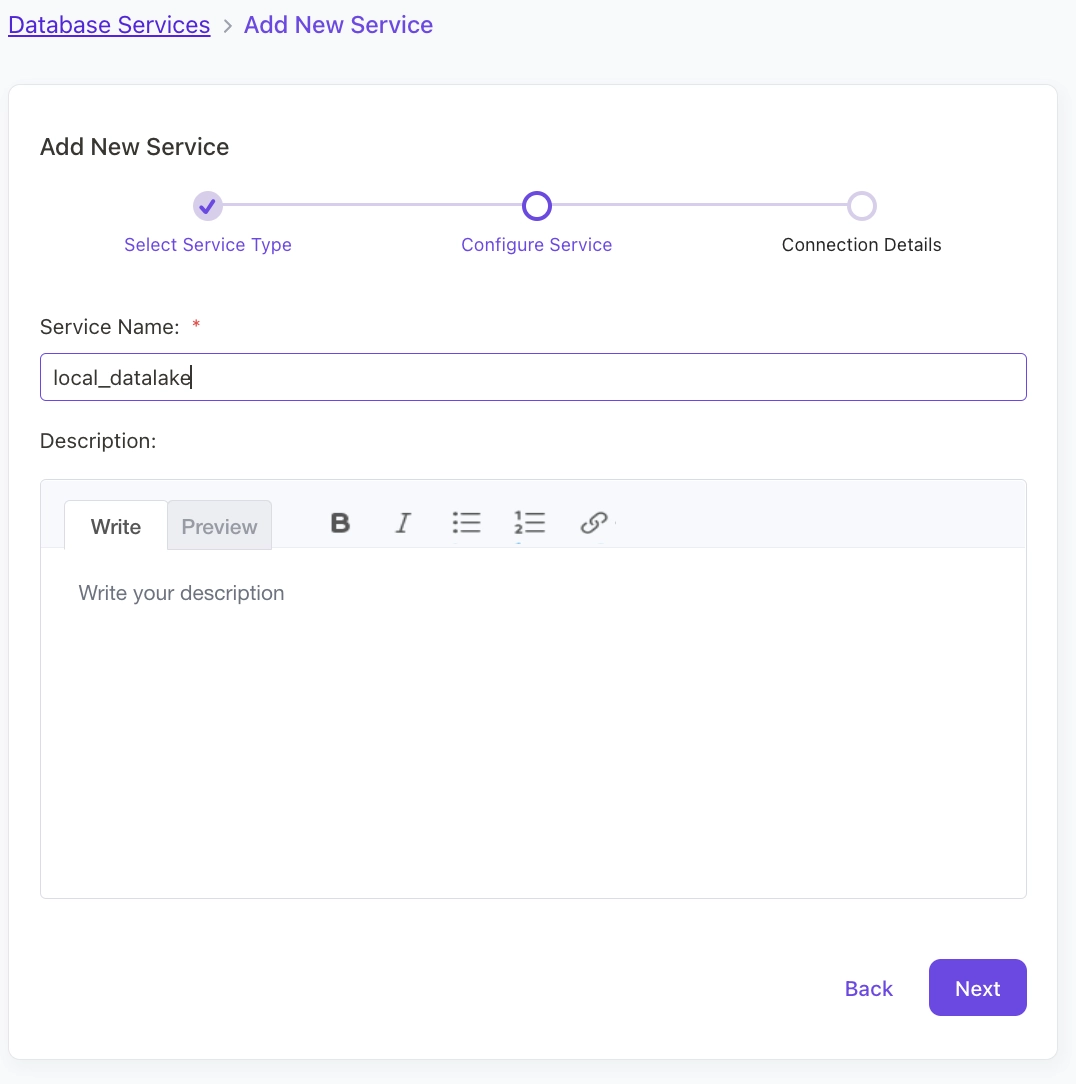 Database Services > Add New Service
Add New Service
Select Service Type
Configure Service
Connection Details
Service Name: *
local_datalake
Description:
Write Preview B I
Write your description
Back Next